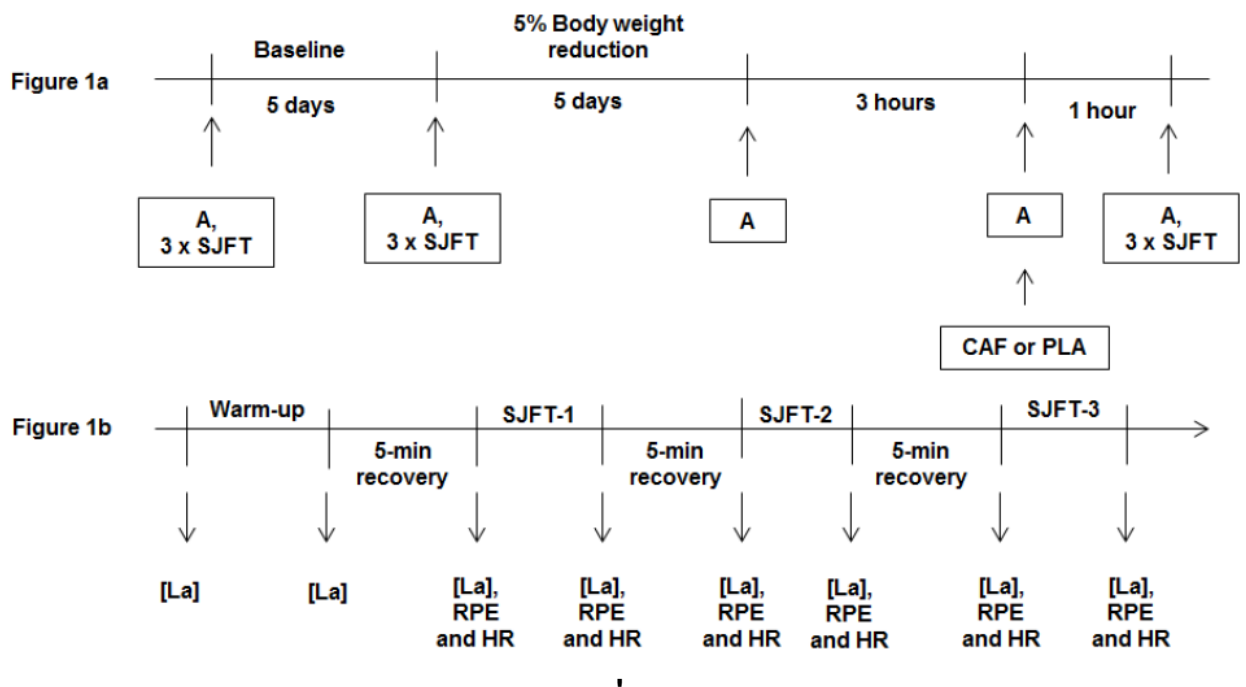 5% Body weight
reduction
Baseline
Figure 1a
5 days
5 days
3 hours
1 hour
A,
3 x SJFT
A,
3 x SJFT
A
A
A,
3 x SJFT
CAF or PLA
Figure 1b
Warm-up
SJFT-1
SJFT-2
SJFT-3
5-min
recovery
5-min
recovery
5-min
recovery
[La]
[La]
[La],
RPE
and HR
[La],
RPE
and HR
[La],
RPE
and HR
[La],
RPE
and HR
[La],
RPE
and HR
[La],
RPE
and HR